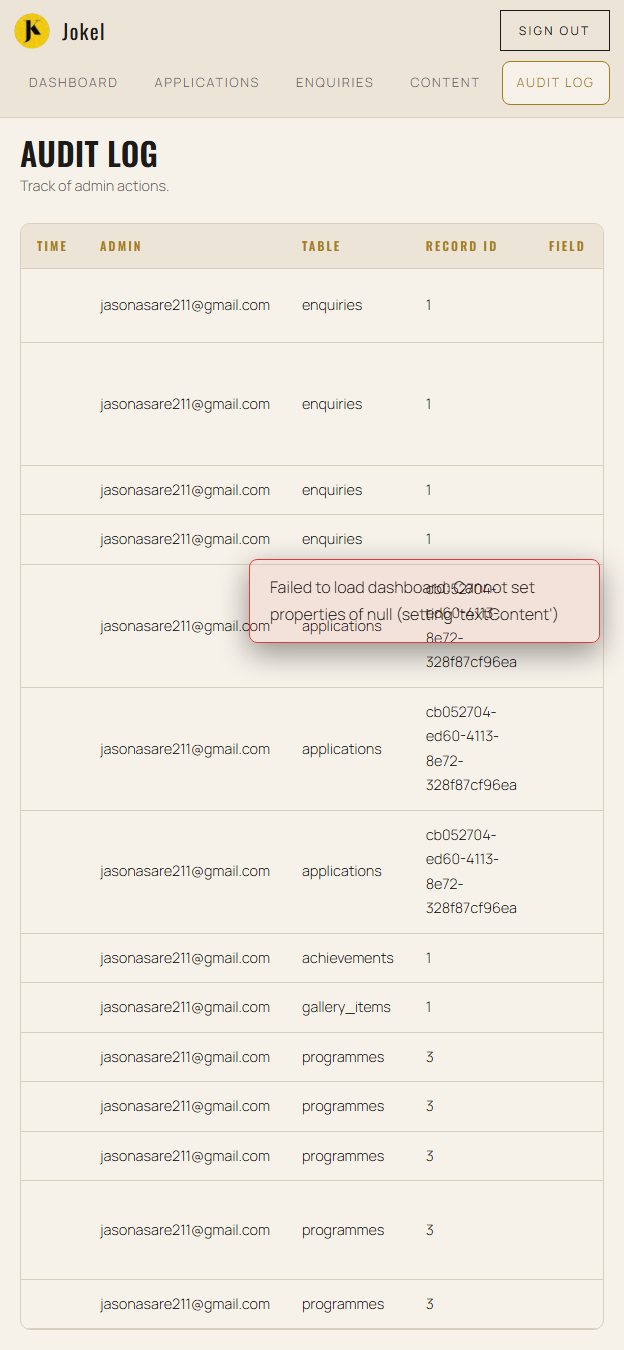 Jokel
SIGN OUT
DASHBOARD APPLICATIONS ENQUIRIES CONTENT AUDIT LOG
AUDIT LOG
Track of admin actions.
TIME ADMIN TABLE RECORD ID FIELD
jasonasare211@gmail.com enquiries 1
jasonasare211@gmail.com enquiries 1
jasonasare211@gmail.com enquiries 1
jasonasare211@gmail.com enquiries 1
Failed to load dashboard: Cannot set
properties of null (setting 'textContent')
jasonasare211@gmail.com applications
cb052704-
ed60-4113-
8e72-
328f87cf96ea
jasonasare211@gmail.com applications
cb052704-
ed60-4113-
8e72-
328f87cf96ea
jasonasare211@gmail.com applications
cb052704-
ed60-4113-
8e72-
328f87cf96ea
jasonasare211@gmail.com achievements 1
jasonasare211@gmail.com gallery_items 1
jasonasare211@gmail.com programmes 3
jasonasare211@gmail.com programmes 3
jasonasare211@gmail.com programmes 3
jasonasare211@gmail.com programmes 3
jasonasare211@gmail.com programmes 3